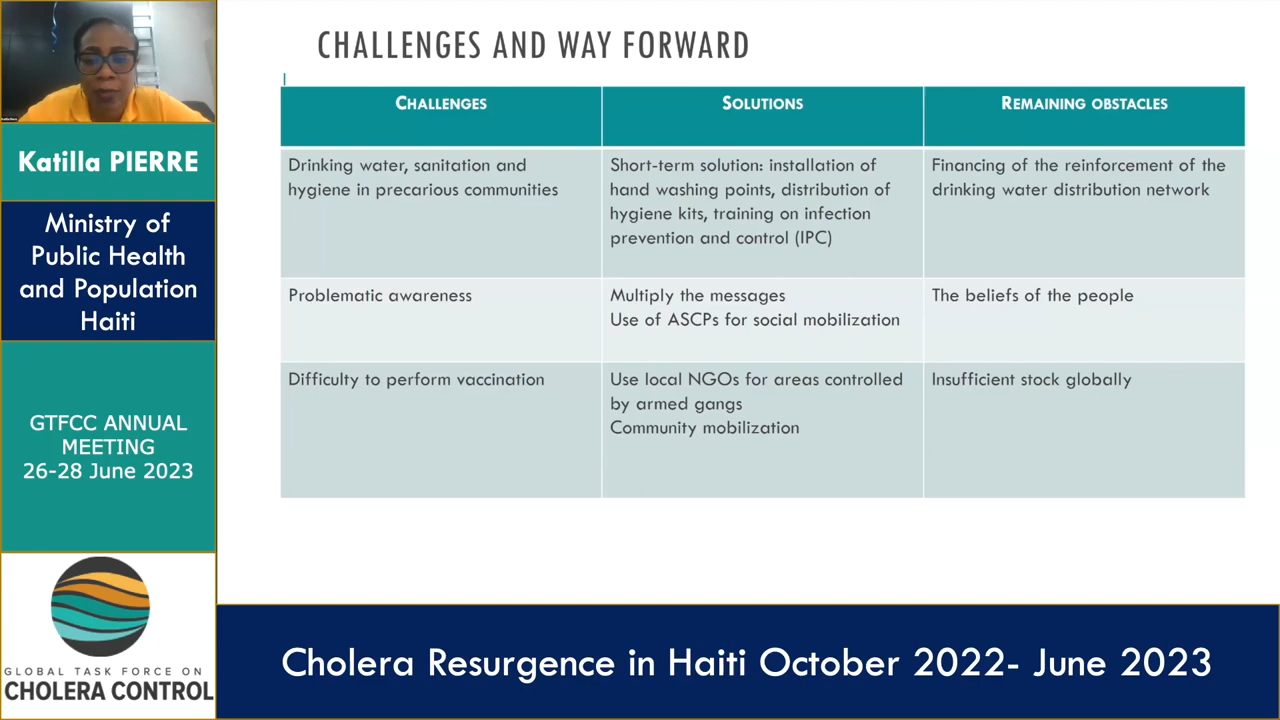 CHALLENGES AND WAY FORWARD
CHALLENGES
SOLUTIONS
REMAINING OBSTACLES
Drinking water, sanitation and
hygiene in precarious communities
Short-term solution: installation of
hand washing points, distribution of
hygiene kits, training on infection
prevention and control (IPC)
Financing of the reinforcement of the
drinking water distribution network
Problematic awareness
Multiply the messages
Use of ASCPs for social mobilization
The beliefs of the people
Difficulty to perform vaccination
Use local NGOs for areas controlled
by armed gangs
Community mobilization
Insufficient stock globally
Katilla PIERRE
Ministry of
Public Health
and Population
Haiti
GTFCC ANNUAL
MEETING
26-28 June 2023
GLOBAL TASK FORCE ON
CHOLERA CONTROL
Cholera Resurgence in Haiti October 2022- June 2023